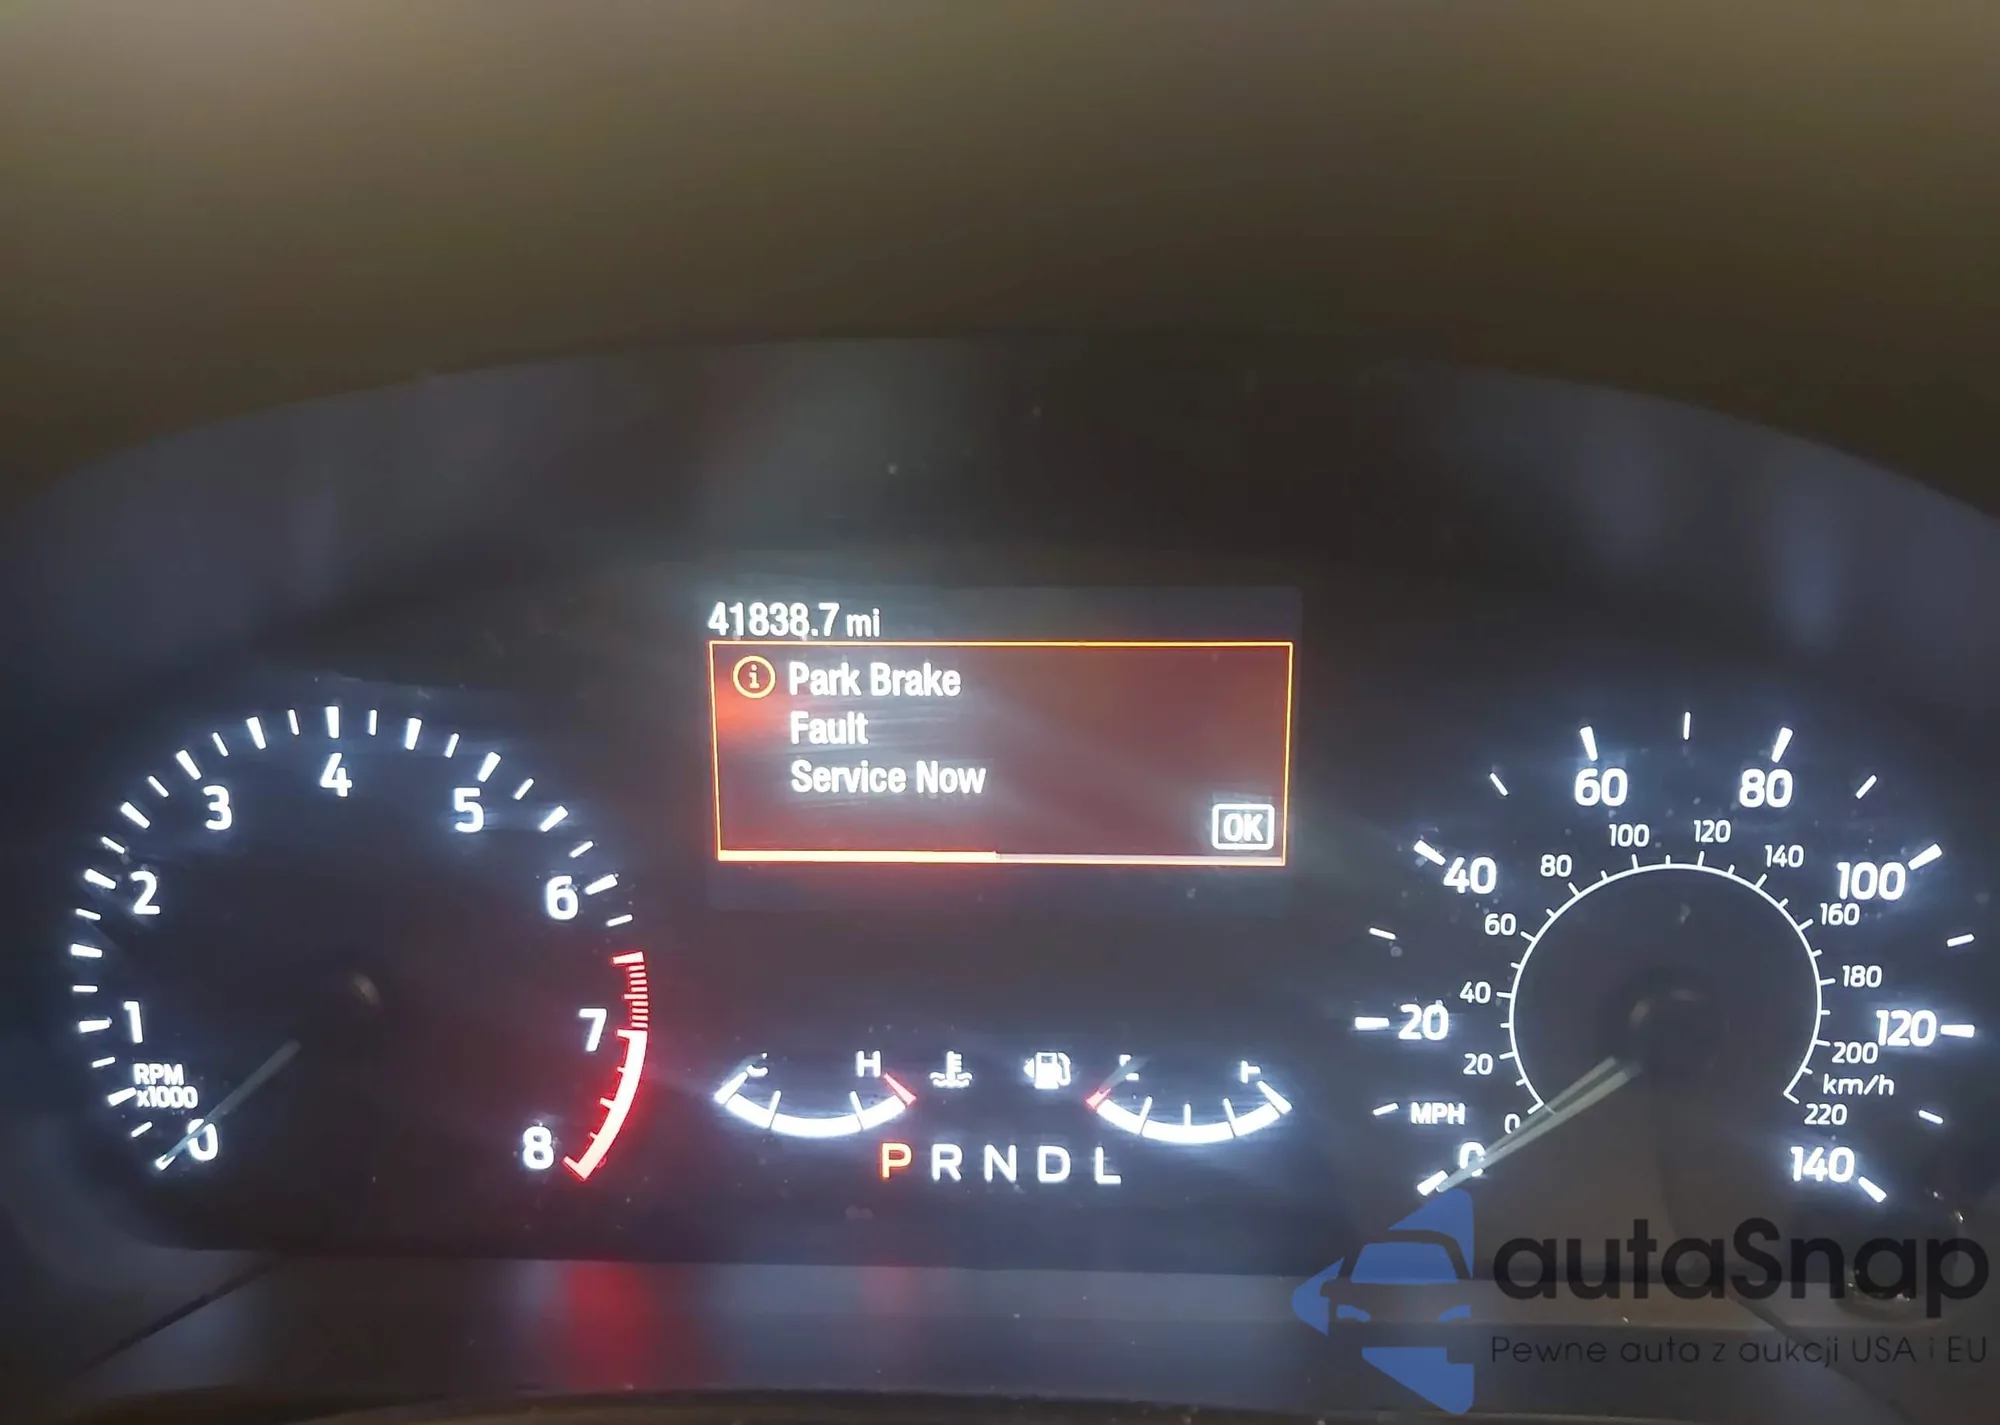 41838.7 mi
Park Brake
Fault
Service Now
OK
0
1
2
3
4
5
6
7
8
RPM
x1000
C H
E F
P R N D L
0
20
40
60
80
100
120
140
MPH
0
20
40
60
80
100
120
140
160
180
200
220
km/h
autaSnap
Pewne auta z aukcji USA i EU